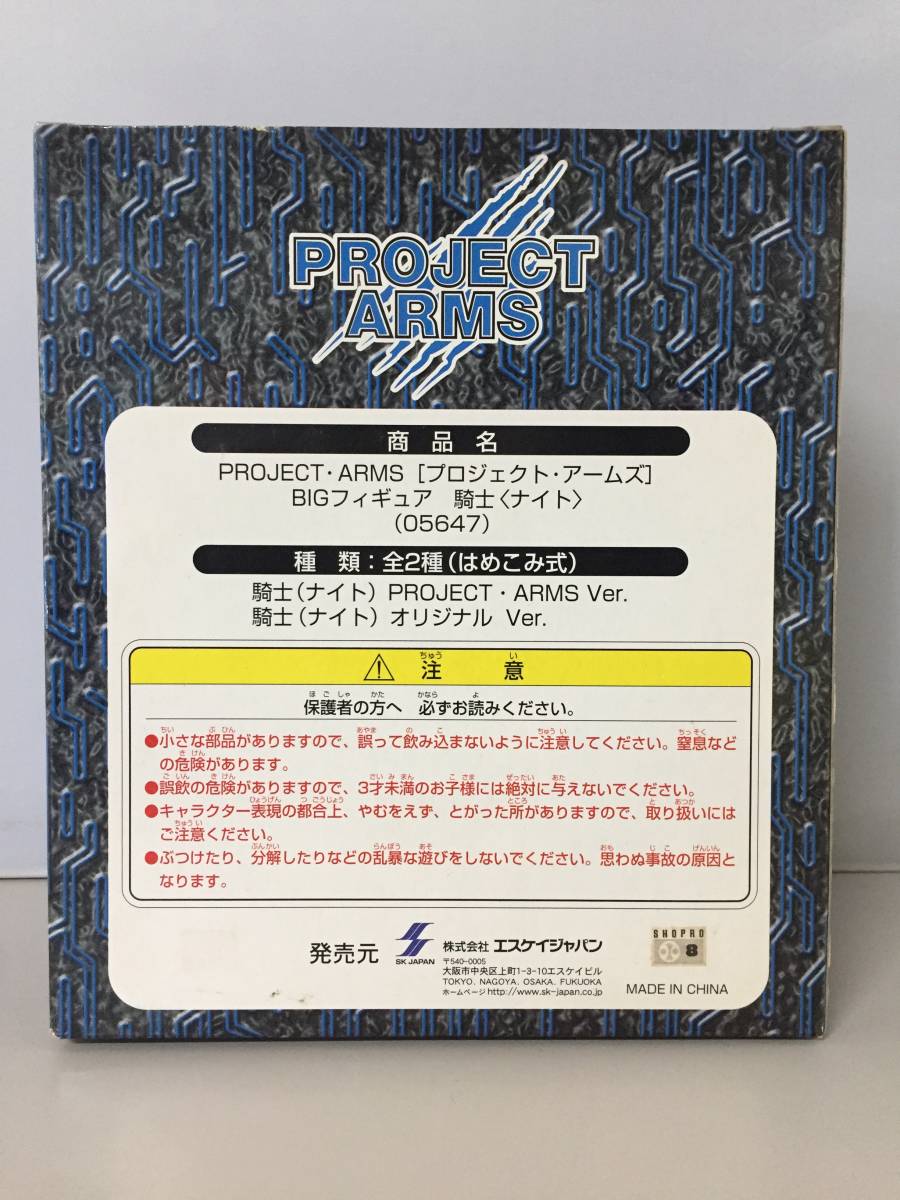 PROJECT
ARMS
商品名
PROJECT・ARMS [プロジェクト・アームズ]
BIGフィギュア 騎士〈ナイト〉
(05647)
種類：全2種(はめこみ式)
騎士(ナイト) PROJECT・ARMS Ver.
騎士(ナイト) オリジナル Ver.
注意
保護者の方へ 必ずお読みください。
●小さな部品がありますので、誤って飲み込まないように注意してください。窒息など
の危険があります。
●誤飲の危険がありますので、3才未満のお子様には絶対に与えないでください。
●キャラクター表現の都合上、やむをえず、とがった所がありますので、取り扱いには
ご注意ください。
●ぶつけたり、分解したりなどの乱暴な遊びをしないでください。思わぬ事故の原因と
なります。
発売元 SK JAPAN 株式会社 エスケイジャパン
〒540-0005
大阪市中央区上町1-3-10エスケイビル
TOKYO. NAGOYA. OSAKA. FUKUOKA
ホームページhttp://www.sk-japan.co.jp
SHOPRO
8
MADE IN CHINA